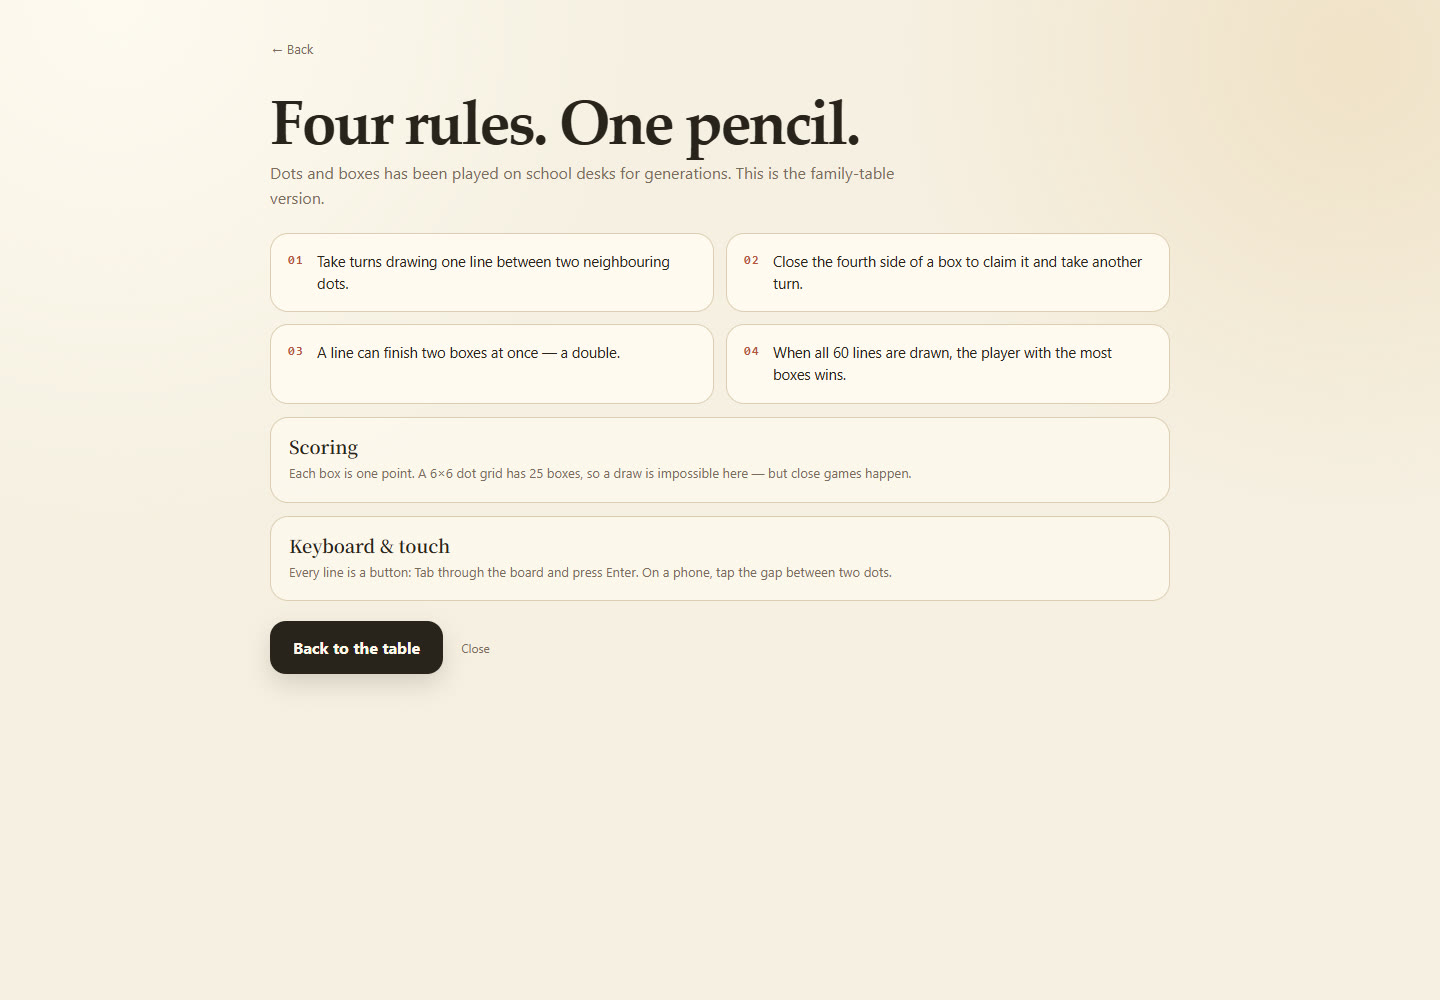 ← Back
Four rules. One pencil.
Dots and boxes has been played on school desks for generations. This is the family-table
version.
01 Take turns drawing one line between two neighbouring
dots.
02 Close the fourth side of a box to claim it and take another
turn.
03 A line can finish two boxes at once — a double.
04 When all 60 lines are drawn, the player with the most
boxes wins.
Scoring
Each box is one point. A 6×6 dot grid has 25 boxes, so a draw is impossible here — but close games happen.
Keyboard & touch
Every line is a button: Tab through the board and press Enter. On a phone, tap the gap between two dots.
Back to the table
Close